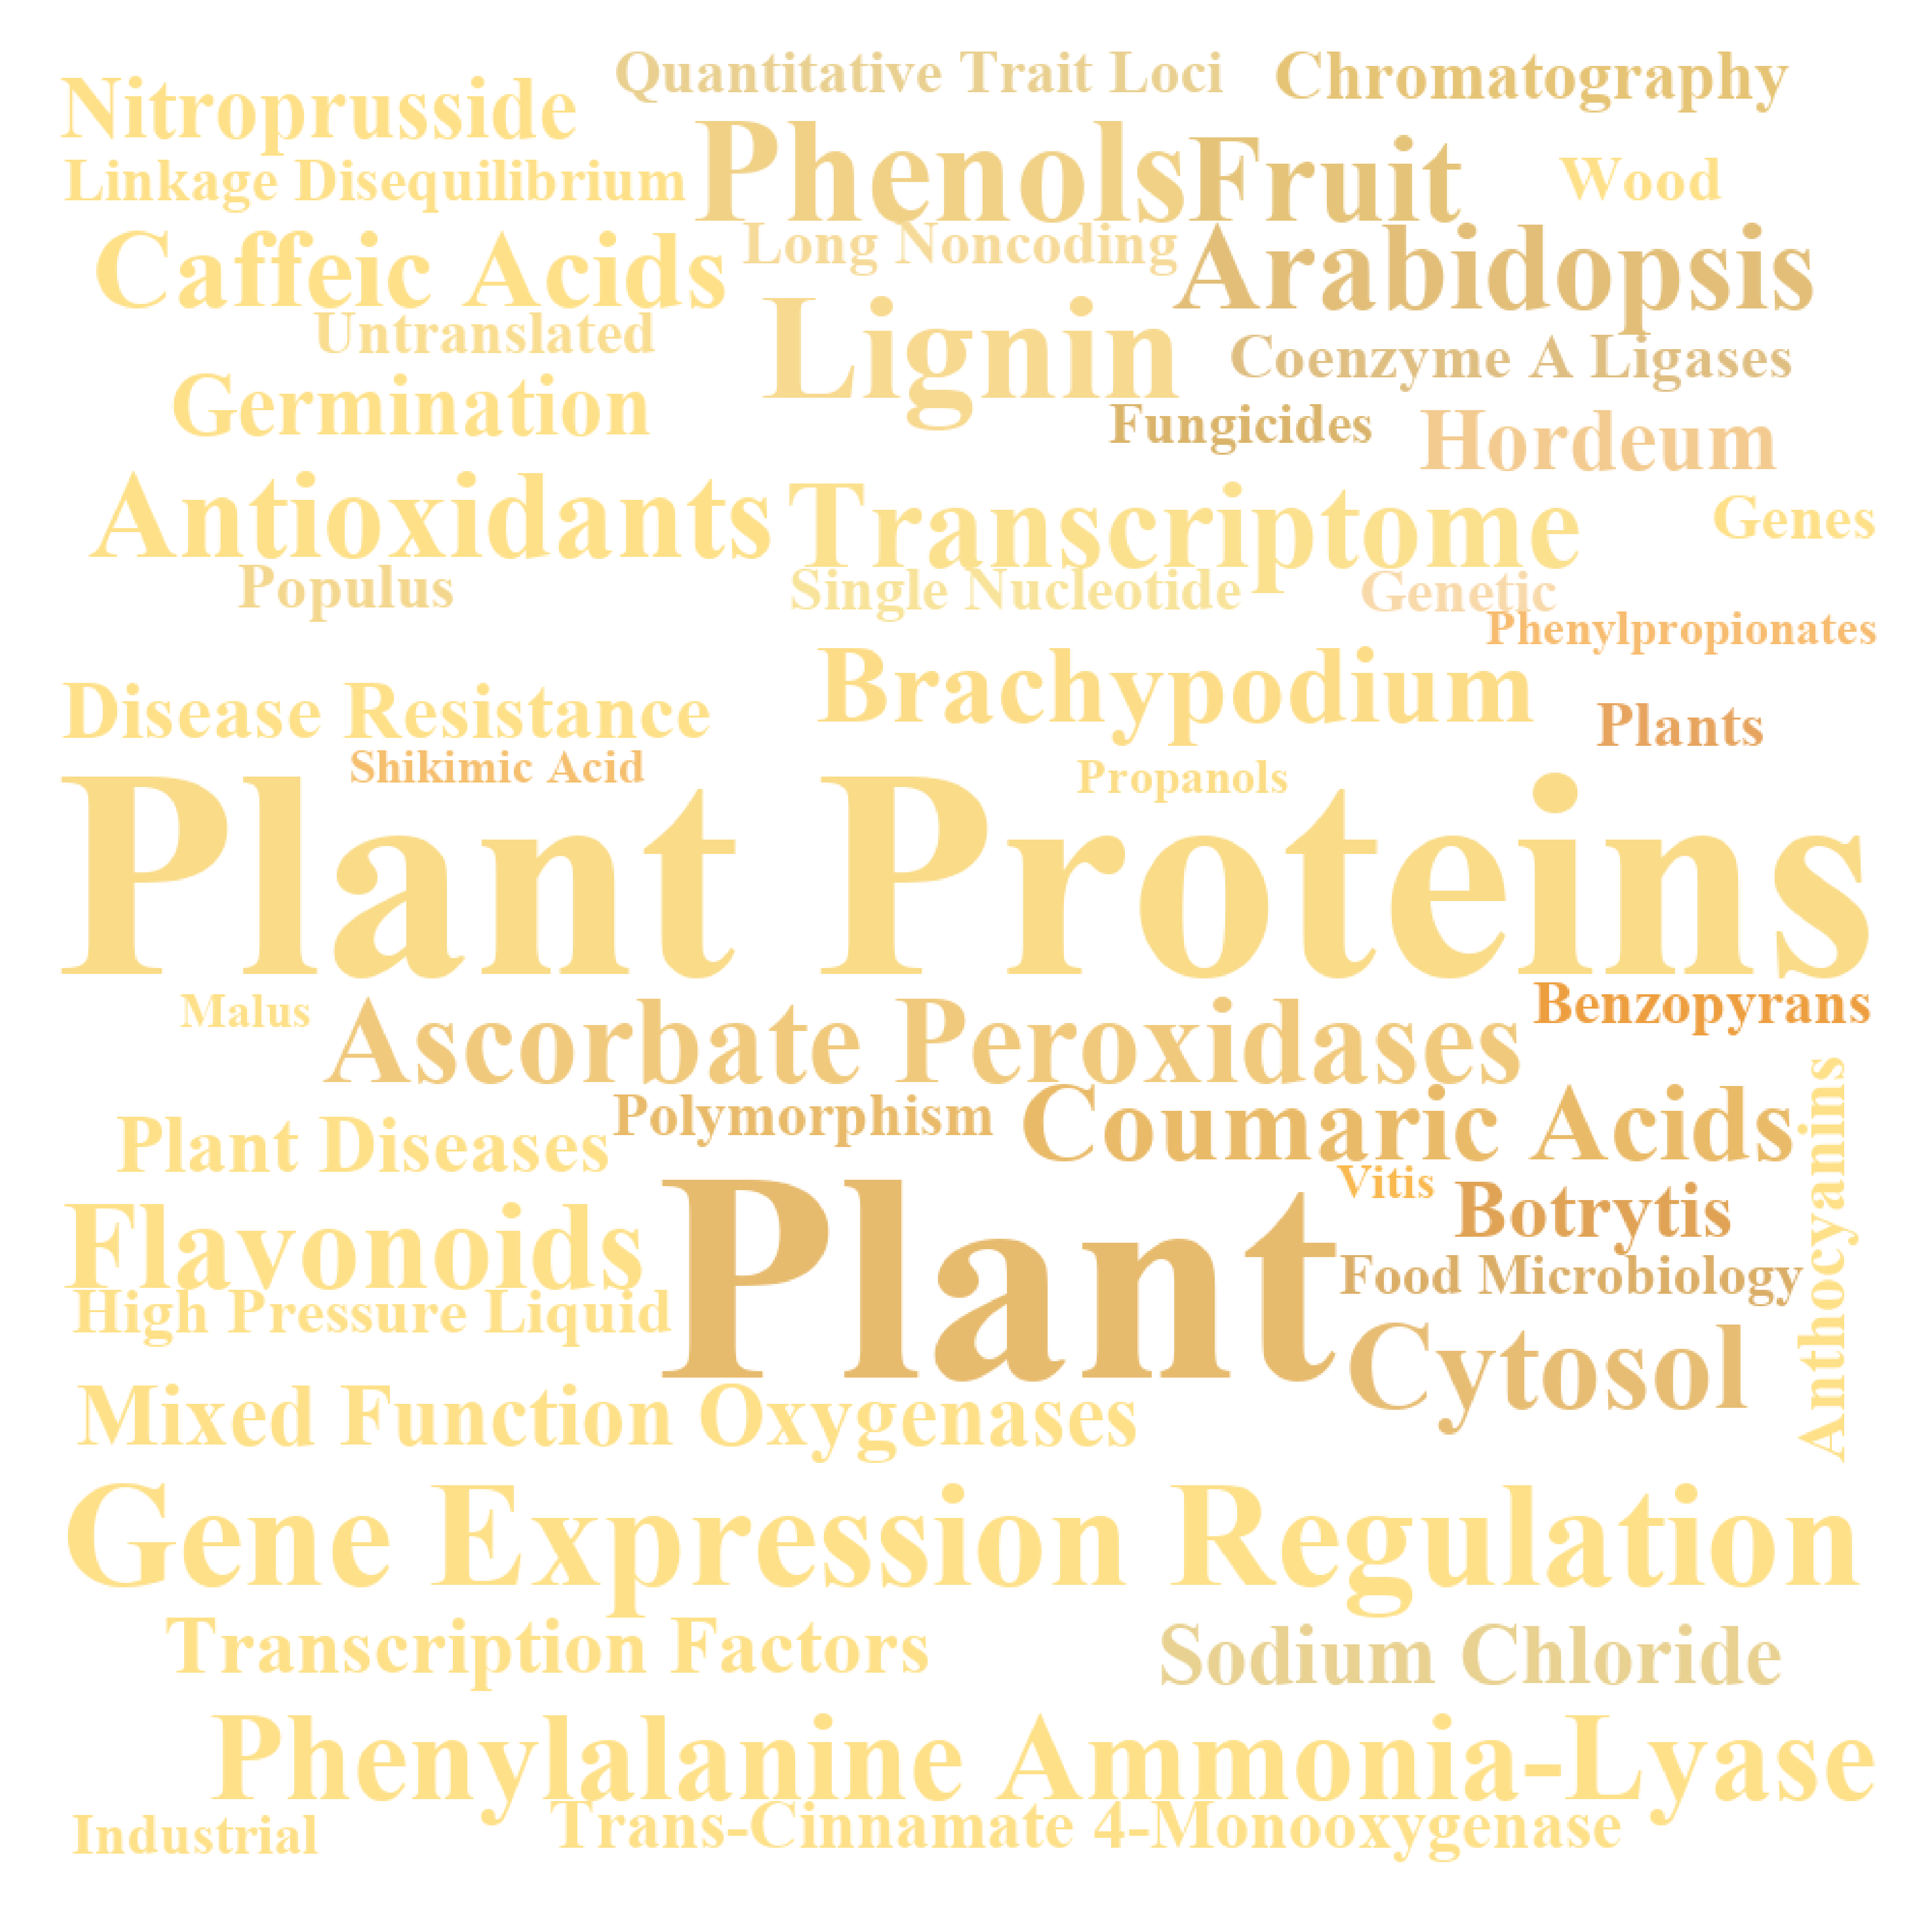 Quantitative Trait Loci
Chromatography
Nitroprusside
Phenols
Fruit
Wood
Linkage Disequilibrium
Long Noncoding
Arabidopsis
Caffeic Acids
Untranslated
Lignin
Coenzyme A Ligases
Germination
Fungicides
Hordeum
Antioxidants
Transcriptome
Genes
Populus
Single Nucleotide
Genetic
Phenylpropionates
Disease Resistance
Brachypodium
Plants
Shikimic Acid
Propanols
Plant Proteins
Malus
Ascorbate Peroxidases
Benzopyrans
Plant Diseases
Polymorphism
Coumaric Acids
Anthocyanins
Vitis
Botrytis
Flavonoids
Plant
Food Microbiology
High Pressure Liquid
Cytosol
Mixed Function Oxygenases
Gene Expression Regulation
Transcription Factors
Sodium Chloride
Phenylalanine Ammonia-Lyase
Industrial
Trans-Cinnamate 4-Monooxygenase